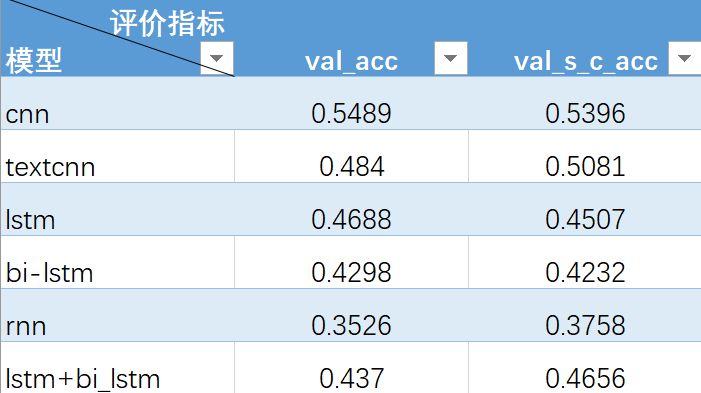 评价指标
模型 val_acc val_s_c_acc
cnn 0.5489 0.5396
textcnn 0.484 0.5081
lstm 0.4688 0.4507
bi-lstm 0.4298 0.4232
rnn 0.3526 0.3758
lstm+bi_lstm 0.437 0.4656